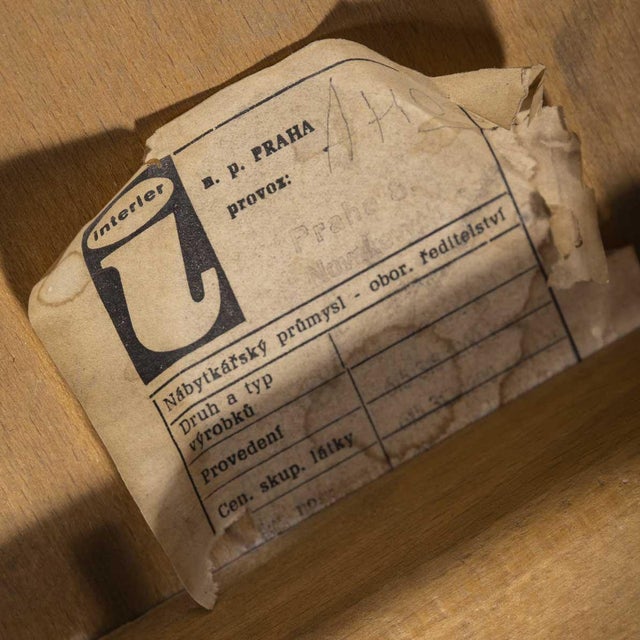 interier
n. p. PRAHA
provoz:
Praha 8.
Nábytkářský průmysl - obor. ředitelství
Druh a typ
výrobků
Provedení
Cen. skup. látky